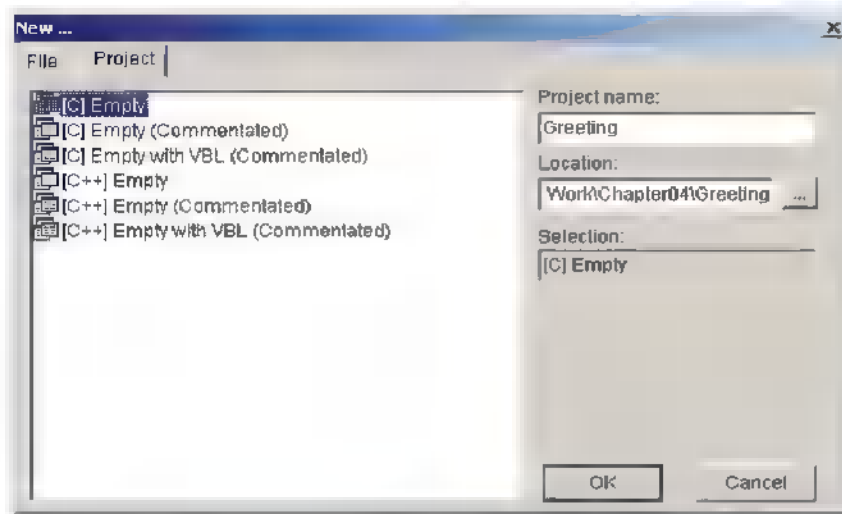 New ...
File Project
[C] Empty
[C] Empty (Commentated)
[C] Empty with VBL (Commentated)
[C++] Empty
[C++] Empty (Commentated)
[C++] Empty with VBL (Commentated)
Project name:
Greeting
Location:
Work\Chapter04\Greeting ...
Selection:
[C] Empty
OK Cancel